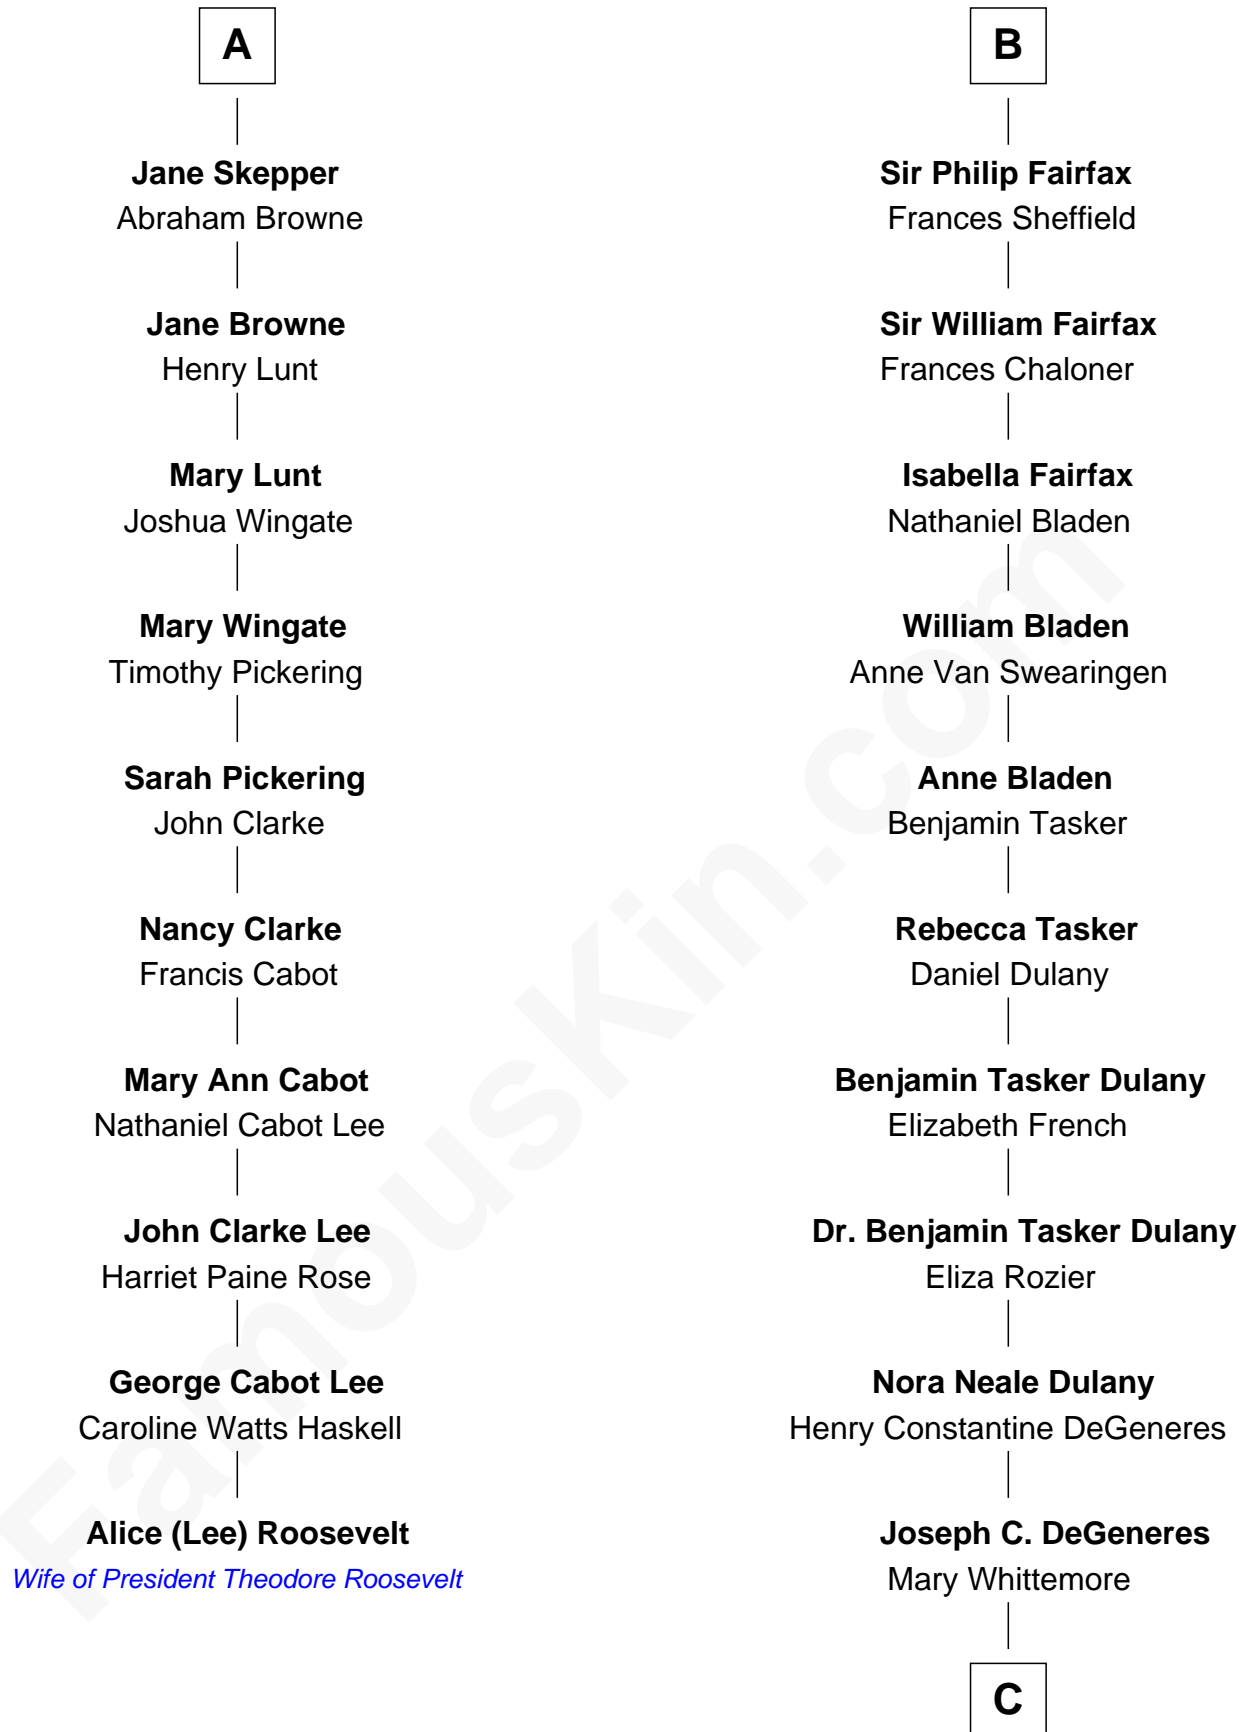 A
Jane Skepper
Abraham Browne
Jane Browne
Henry Lunt
Mary Lunt
Joshua Wingate
Mary Wingate
Timothy Pickering
Sarah Pickering
John Clarke
Nancy Clarke
Francis Cabot
Mary Ann Cabot
Nathaniel Cabot Lee
John Clarke Lee
Harriet Paine Rose
George Cabot Lee
Caroline Watts Haskell
Alice (Lee) Roosevelt
Wife of President Theodore Roosevelt
B
Sir Philip Fairfax
Frances Sheffield
Sir William Fairfax
Frances Chaloner
Isabella Fairfax
Nathaniel Bladen
William Bladen
Anne Van Swearingen
Anne Bladen
Benjamin Tasker
Rebecca Tasker
Daniel Dulany
Benjamin Tasker Dulany
Elizabeth French
Dr. Benjamin Tasker Dulany
Eliza Rozier
Nora Neale Dulany
Henry Constantine DeGeneres
Joseph C. DeGeneres
Mary Whittemore
C
FamousKin.com